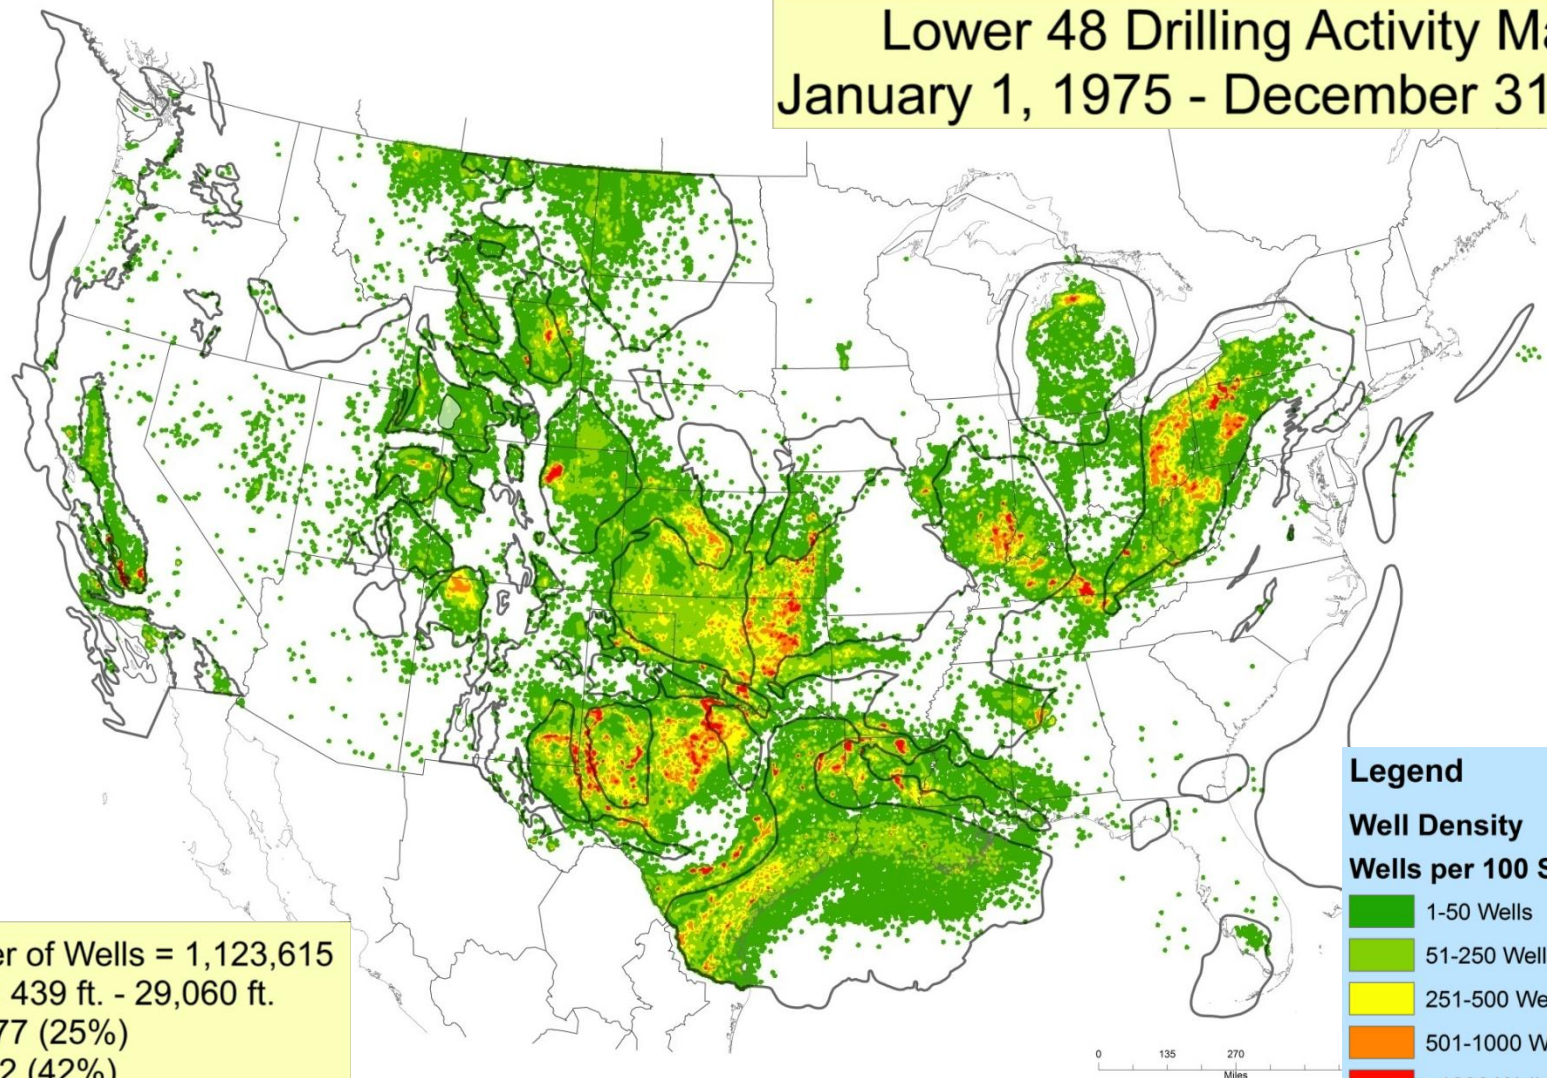 Lower 48 Drilling Activity Ma
January 1, 1975 - December 31
er of Wells = 1,123,615
439 ft. - 29,060 ft.
77 (25%)
2 (42%)
Legend
Well Density
Wells per 100 S
1-50 Wells
51-250 Well
251-500 We
501-1000 W
0 135 270
Miles